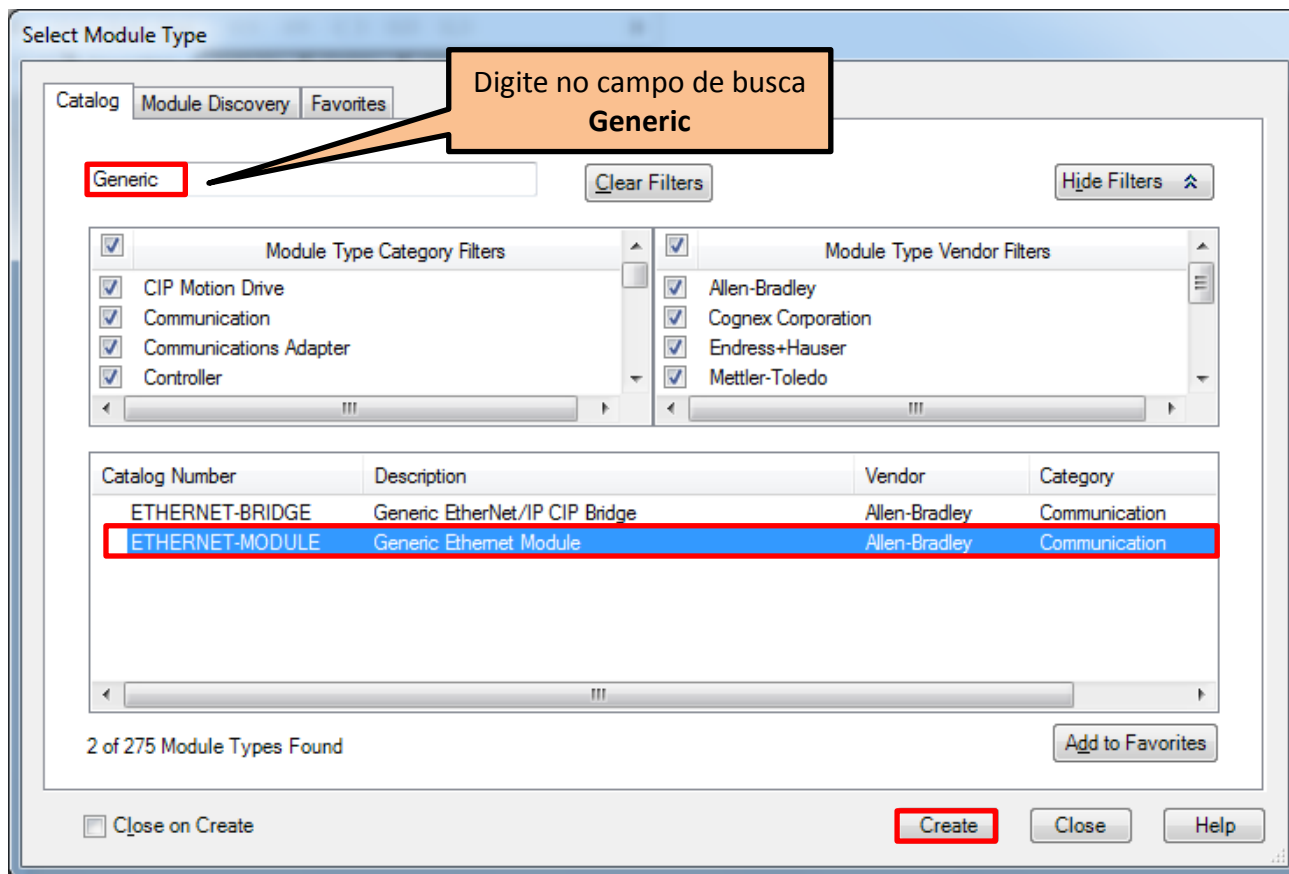 Select Module Type
Digite no campo de busca
Generic
Catalog Module Discovery Favorites
Generic Clear Filters Hide Filters
Module Type Category Filters Module Type Vendor Filters
CIP Motion Drive Allen-Bradley
Communication Cognex Corporation
Communications Adapter Endress+Hauser
Controller Mettler-Toledo
Catalog Number Description Vendor Category
ETHERNET-BRIDGE Generic EtherNet/IP CIP Bridge Allen-Bradley Communication
ETHERNET-MODULE Generic Ethernet Module Allen-Bradley Communication
2 of 275 Module Types Found Add to Favorites
Close on Create Create Close Help